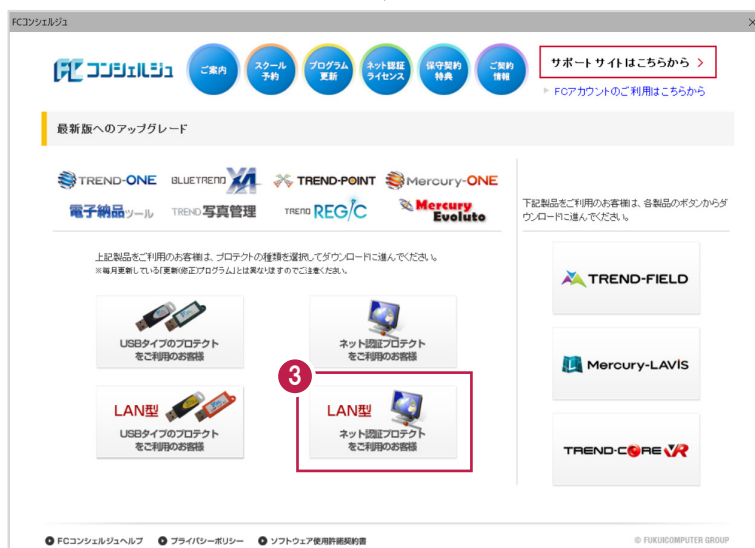 FCコンシェルジュ
FCコンシェルジュ
ご案内
スクール
予約
プログラム
更新
ネット認証
ライセンス
保守契約
特典
ご契約
情報
サポートサイトはこちらから >
FCアカウントのご利用はこちらから
最新版へのアップグレード
TREND-ONE
BLUETREND XA
TREND-POINT
Mercury-ONE
電子納品ツール
TREND写真管理
TREND REG/C
Mercury
Evoluto
下記製品をご利用のお客様は、各製品のボタンからダ
ウンロードに進んでください。
上記製品をご利用のお客様は、プロテクトの種類を選択してダウンロードに進んでください。
※毎月更新している「更新(修正)プログラム」とは異なりますのでご注意ください。
USBタイプのプロテクト
をご利用のお客様
ネット認証プロテクト
をご利用のお客様
3
LAN型
USBタイプのプロテクト
をご利用のお客様
LAN型
ネット認証プロテクト
をご利用のお客様
TREND-FIELD
Mercury-LAVIS
TREND-CORE VR
FCコンシェルジュヘルプ
プライバシーポリシー
ソフトウェア使用許諾契約書
© FUKUICOMPUTER GROUP